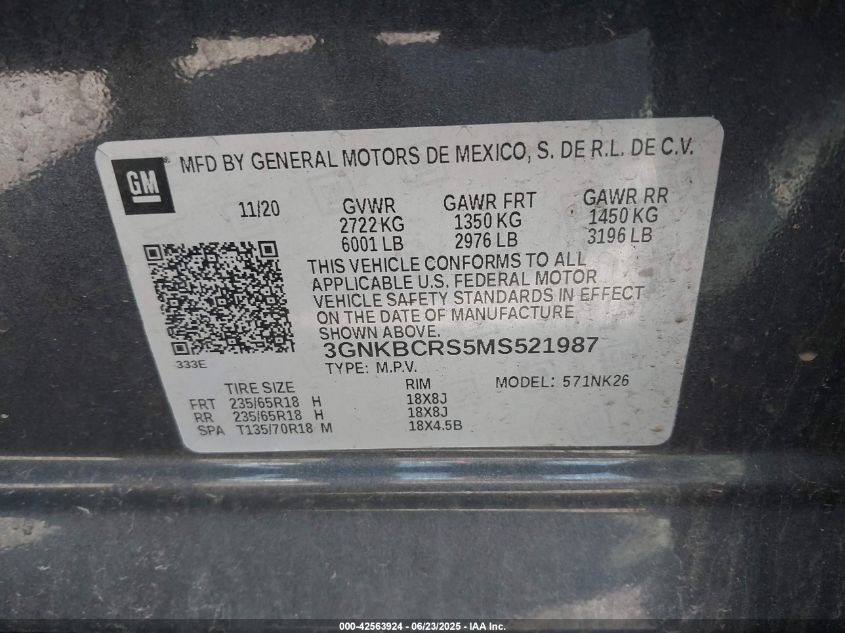 GM ® MFD BY GENERAL MOTORS DE MEXICO, S. DE R.L. DE C.V.
11/20 GVWR GAWR FRT GAWR RR
2722 KG 1350 KG 1450 KG
6001 LB 2976 LB 3196 LB
THIS VEHICLE CONFORMS TO ALL
APPLICABLE U.S. FEDERAL MOTOR
VEHICLE SAFETY STANDARDS IN EFFECT
ON THE DATE OF MANUFACTURE
SHOWN ABOVE.
333E
3GNKBCRS5MS521987
TYPE: M.P.V.
TIRE SIZE RIM MODEL: 571NK26
FRT 235/65R18 H 18X8J
RR 235/65R18 H 18X8J
SPA T135/70R18 M 18X4.5B
000-42563924 - 06/23/2025 - IAA Inc.